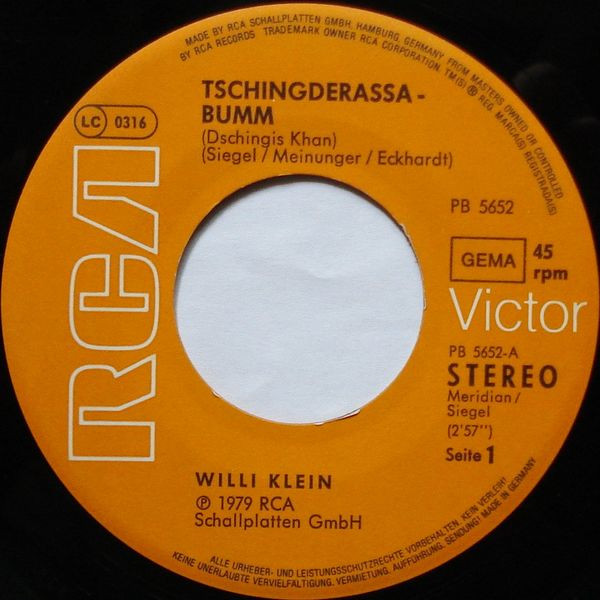 MADE BY RCA SCHALLPLATTEN GMBH, HAMBURG, GERMANY, FROM MASTERS OWNED OR CONTROLLED
BY RCA RECORDS TRADEMARK OWNER RCA CORPORATION. TM(S) ® REG. MARCA(S) REGISTRADA(S)
TSCHINGDERASSA-
BUMM
(Dschingis Khan)
(Siegel/Meinunger/Eckhardt)
LC 0316
RCA
PB 5652
GEMA
45
rpm
Victor
PB 5652-A
STEREO
Meridian/
Siegel
(2'57'')
Seite 1
WILLI KLEIN
℗ 1979 RCA
Schallplatten GmbH
ALLE URHEBER- UND LEISTUNGSSCHUTZRECHTE VORBEHALTEN. KEIN VERLEIH!
KEINE UNERLAUBTE VERVIELFÄLTIGUNG, VERMIETUNG, AUFFÜHRUNG, SENDUNG! MADE IN GERMANY